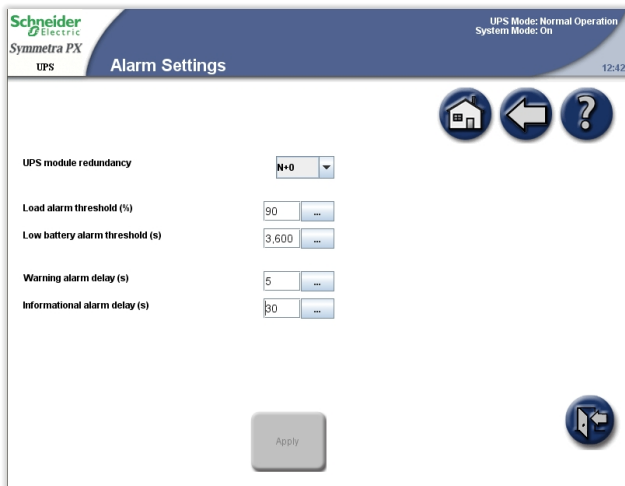 Schneider
Electric
Symmetra PX
UPS
Alarm Settings
UPS Mode: Normal Operation
System Mode: On
12:42
?
UPS module redundancy
N+0
Load alarm threshold (%)
90
...
Low battery alarm threshold (s)
3,600
...
Warning alarm delay (s)
5
...
Informational alarm delay (s)
30
...
Apply